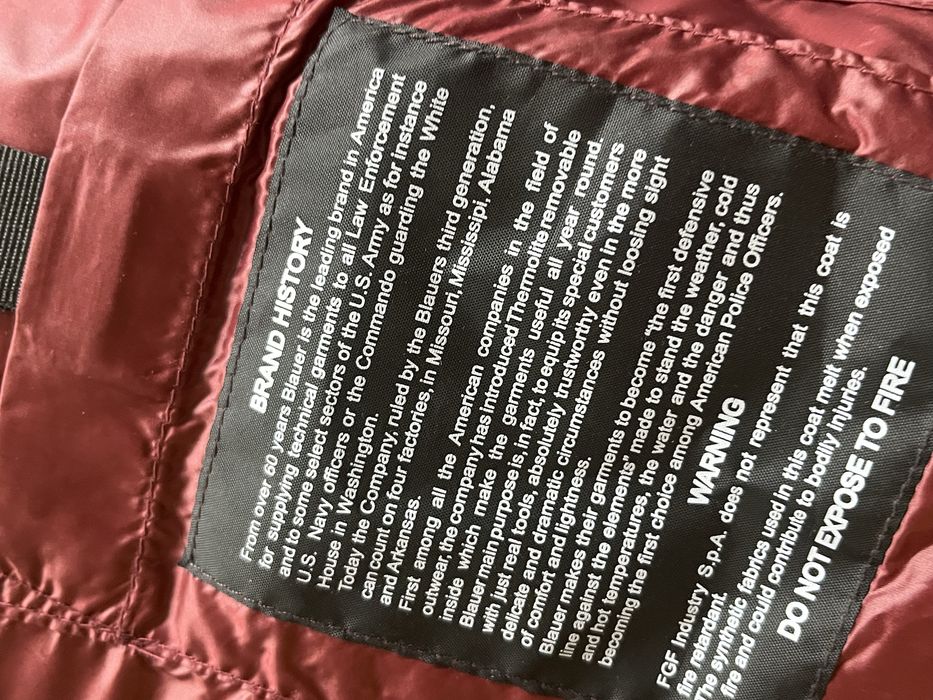 BRAND HISTORY
From over 60 years Blauer is the leading brand in America
for supplying technical garments to all Law Enforcement
and to some select sectors of the U.S. Army as for instance
U.S. Navy officers or the Commandos guarding the White
House in Washington.
Today the Company, ruled by the Blauers third generation,
can count on four factories, in Missouri, Mississipi, Alabama
and Arkansas.
First among all the American companies in the field of
outwear, the company has introduced Thermolite removable
inside which make the garments useful all year round.
Blauer main purpose is, in fact, to equip its special customers
with just real tools, absolutely trustworthy even in the more
delicate and dramatic circumstances without loosing sight
of comfort and lightness.
Blauer makes their garments to become "the first defensive
line against the elements" made to stand the weather, cold
and hot temperatures, the water and the danger and thus
becoming the first choice among American Police Officers.
WARNING
FGF Industry S.p.A. does not represent that this coat is
fire retardant.
The synthetic fabrics used in this coat melt when exposed
fire and could contribute to bodily injuries.
DO NOT EXPOSE TO FIRE